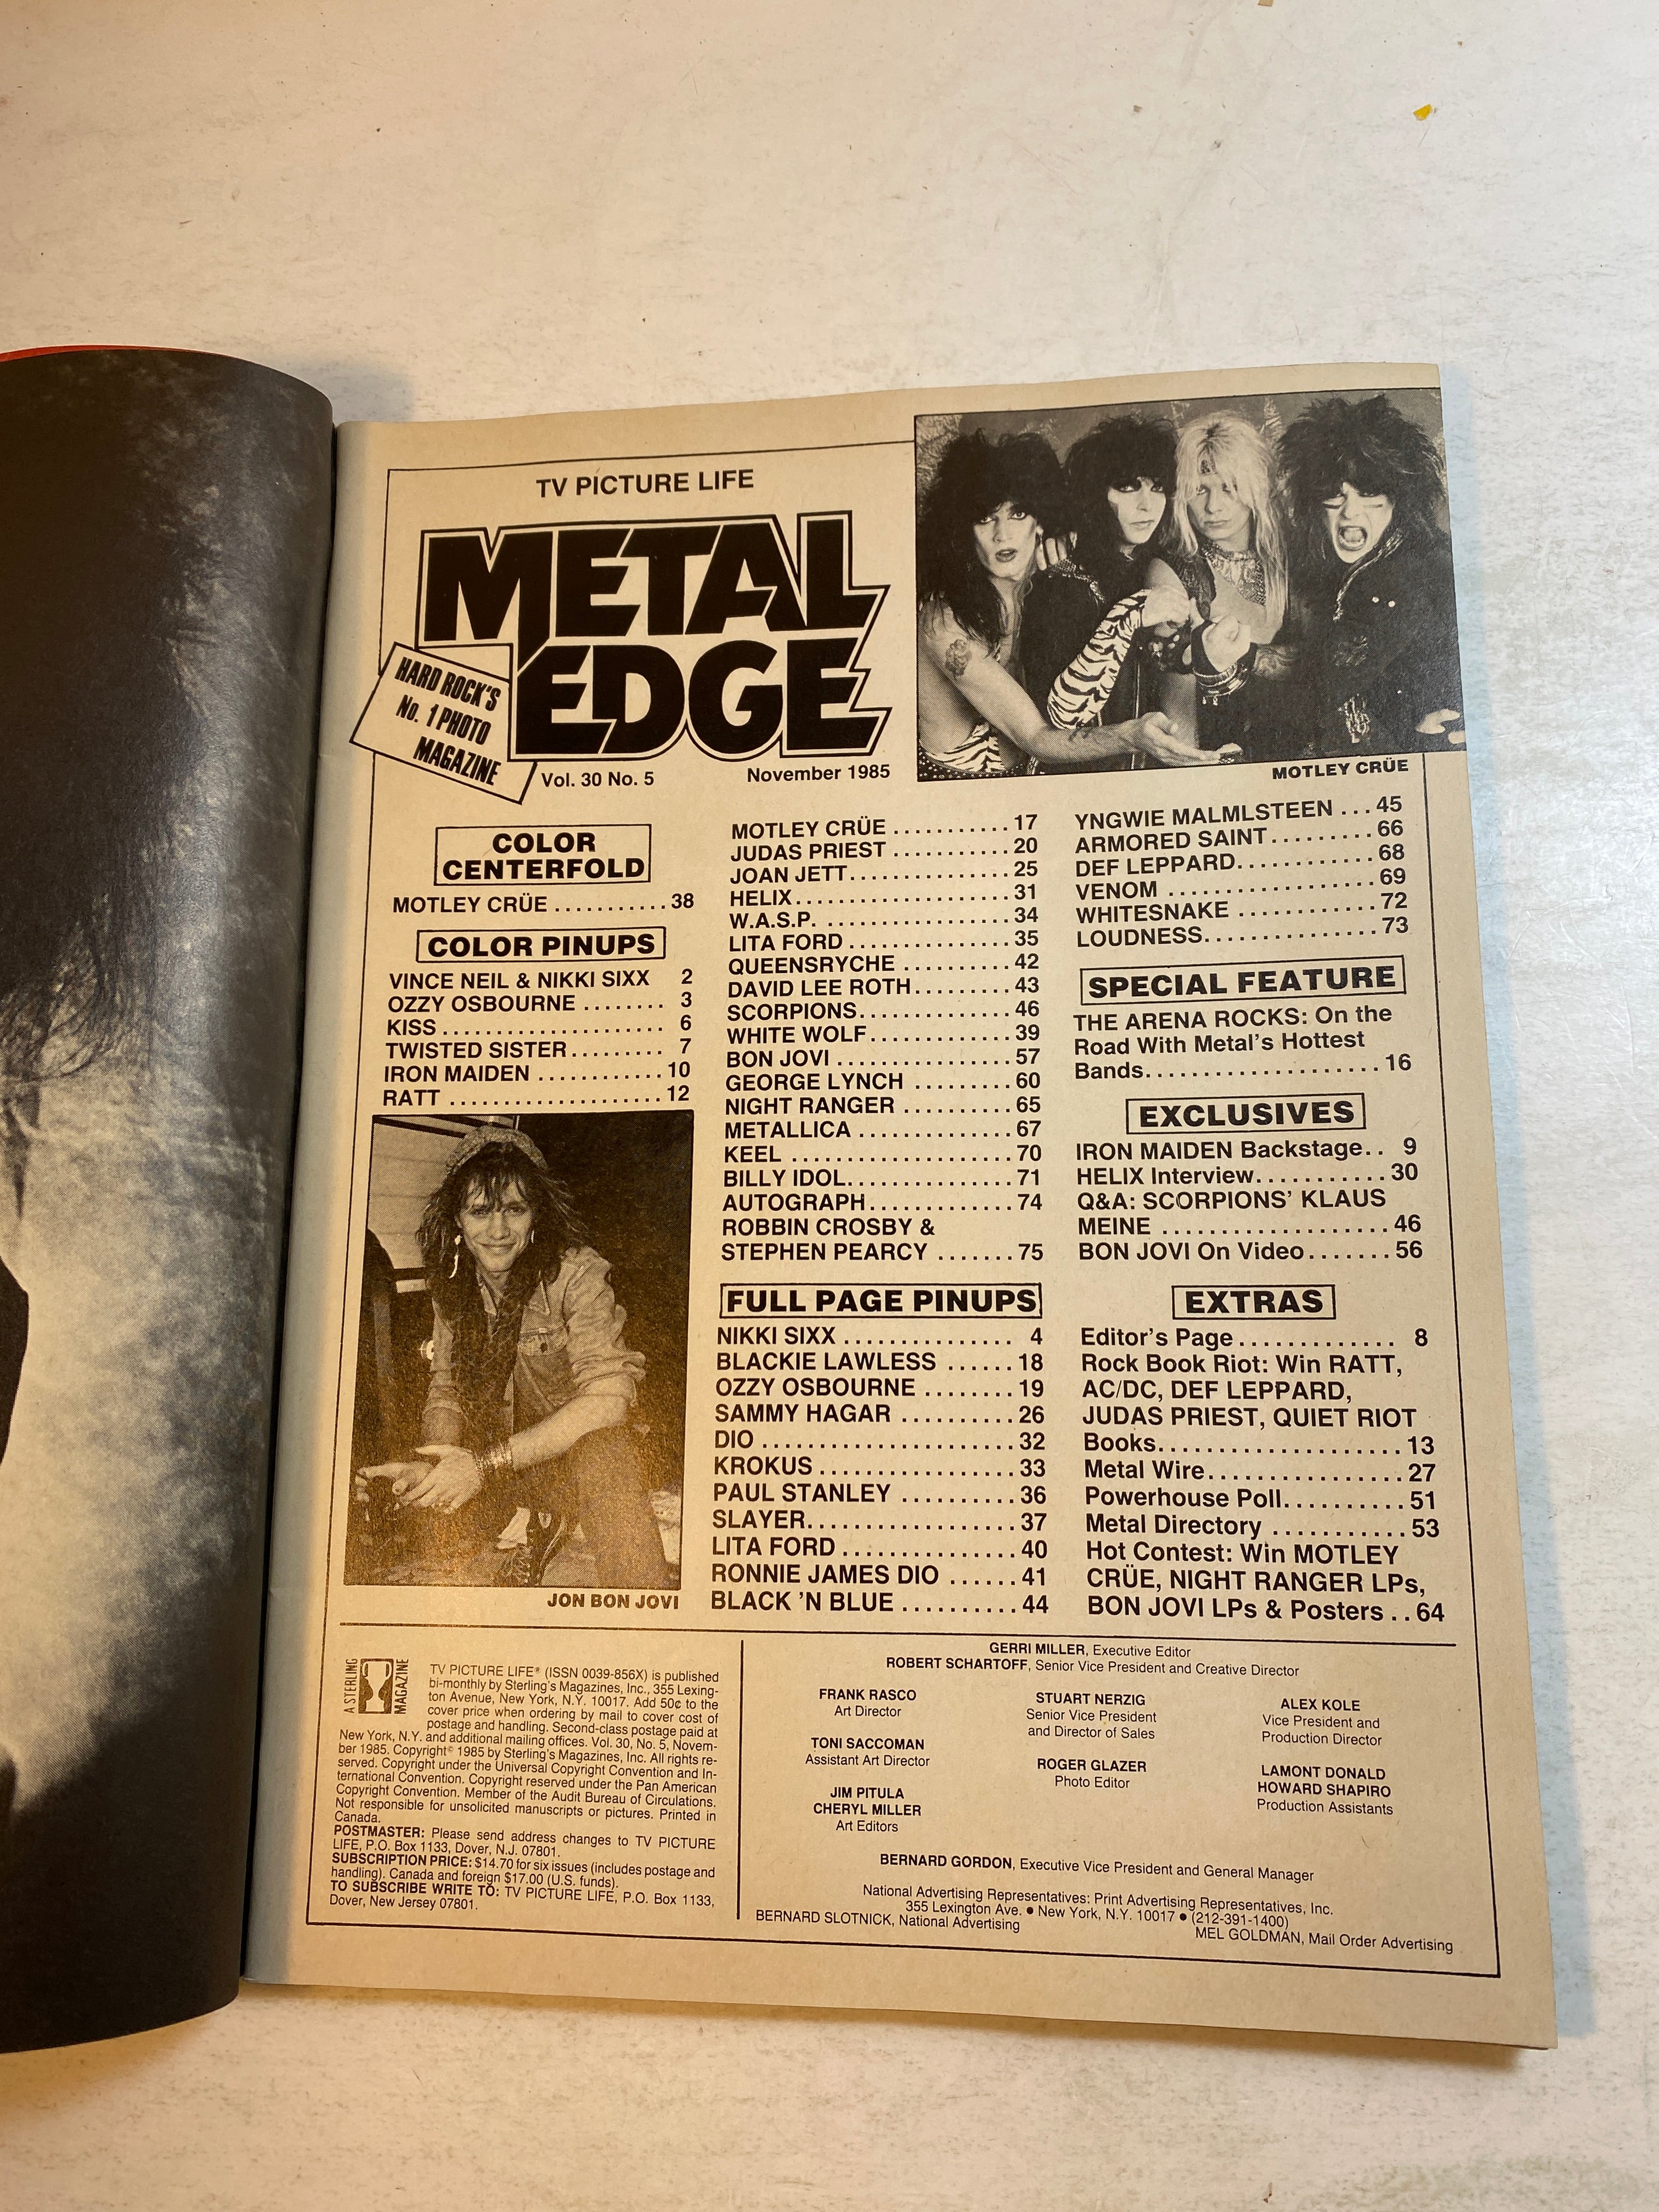 TV PICTURE LIFE
METAL
EDGE
HARD ROCK'S
No. 1 PHOTO
MAGAZINE
Vol. 30 No. 5
November 1985
MOTLEY CRÜE
COLOR
CENTERFOLD
MOTLEY CRÜE ........... 38
COLOR PINUPS
VINCE NEIL & NIKKI SIXX 2
OZZY OSBOURNE ........ 3
KISS ...................... 6
TWISTED SISTER ......... 7
IRON MAIDEN ............ 10
RATT .................... 12
JON BON JOVI
MOTLEY CRÜE ........... 17
JUDAS PRIEST ........... 20
JOAN JETT ............... 25
HELIX .................... 31
W.A.S.P. ................. 34
LITA FORD ............... 35
QUEENSRYCHE .......... 42
DAVID LEE ROTH ......... 43
SCORPIONS .............. 46
WHITE WOLF ............. 39
BON JOVI ................ 57
GEORGE LYNCH ......... 60
NIGHT RANGER .......... 65
METALLICA .............. 67
KEEL .................... 70
BILLY IDOL ............... 71
AUTOGRAPH ............. 74
ROBBIN CROSBY &
STEPHEN PEARCY ....... 75
FULL PAGE PINUPS
NIKKI SIXX ............... 4
BLACKIE LAWLESS ...... 18
OZZY OSBOURNE ........ 19
SAMMY HAGAR .......... 26
DIO ...................... 32
KROKUS ................. 33
PAUL STANLEY .......... 36
SLAYER .................. 37
LITA FORD ............... 40
RONNIE JAMES DIO ...... 41
BLACK 'N BLUE .......... 44
YNGWIE MALMLSTEEN ... 45
ARMORED SAINT ......... 66
DEF LEPPARD ............ 68
VENOM .................. 69
WHITESNAKE ............ 72
LOUDNESS ............... 73
SPECIAL FEATURE
THE ARENA ROCKS: On the
Road With Metal's Hottest
Bands .................... 16
EXCLUSIVES
IRON MAIDEN Backstage .. 9
HELIX Interview ........... 30
Q&A: SCORPIONS' KLAUS
MEINE .................... 46
BON JOVI On Video ....... 56
EXTRAS
Editor's Page ............. 8
Rock Book Riot: Win RATT,
AC/DC, DEF LEPPARD,
JUDAS PRIEST, QUIET RIOT
Books ..................... 13
Metal Wire ................ 27
Powerhouse Poll .......... 51
Metal Directory ........... 53
Hot Contest: Win MOTLEY
CRÜE, NIGHT RANGER LPs,
BON JOVI LPs & Posters .. 64
A STERLING
MAGAZINE
TV PICTURE LIFE® (ISSN 0039-856X) is published
bi-monthly by Sterling's Magazines, Inc., 355 Lexing-
ton Avenue, New York, N.Y. 10017. Add 50¢ to the
cover price when ordering by mail to cover cost of
postage and handling. Second-class postage paid at
New York, N.Y. and additional mailing offices. Vol. 30, No. 5, Novem-
ber 1985. Copyright © 1985 by Sterling's Magazines, Inc. All rights re-
served. Copyright under the Universal Copyright Convention and In-
ternational Convention. Copyright reserved under the Pan American
Copyright Convention. Member of the Audit Bureau of Circulations.
Not responsible for unsolicited manuscripts or pictures. Printed in
Canada.
POSTMASTER: Please send address changes to TV PICTURE
LIFE, P.O. Box 1133, Dover, N.J. 07801.
SUBSCRIPTION PRICE: $14.70 for six issues (includes postage and
handling). Canada and foreign $17.00 (U.S. funds).
TO SUBSCRIBE WRITE TO: TV PICTURE LIFE, P.O. Box 1133,
Dover, New Jersey 07801.
GERRI MILLER, Executive Editor
ROBERT SCHARTOFF, Senior Vice President and Creative Director
FRANK RASCO
Art Director
TONI SACCOMAN
Assistant Art Director
JIM PITULA
CHERYL MILLER
Art Editors
STUART NERZIG
Senior Vice President
and Director of Sales
ROGER GLAZER
Photo Editor
ALEX KOLE
Vice President and
Production Director
LAMONT DONALD
HOWARD SHAPIRO
Production Assistants
BERNARD GORDON, Executive Vice President and General Manager
National Advertising Representatives: Print Advertising Representatives, Inc.
355 Lexington Ave. ● New York, N.Y. 10017 ● (212-391-1400)
BERNARD SLOTNICK, National Advertising
MEL GOLDMAN, Mail Order Advertising